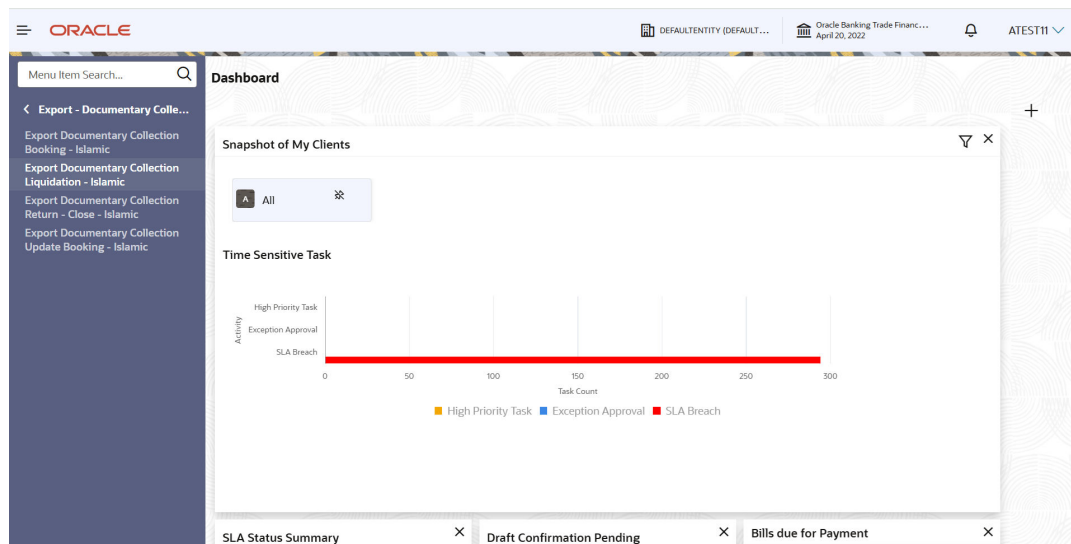 ORACLE
DEFAULTENTITY (DEFAULT...
Oracle Banking Trade Financ...
April 20, 2022
ATEST11
Menu Item Search...
Export - Documentary Colle...
Export Documentary Collection
Booking - Islamic
Export Documentary Collection
Liquidation - Islamic
Export Documentary Collection
Return - Close - Islamic
Export Documentary Collection
Update Booking - Islamic
Dashboard
Snapshot of My Clients
A All
Time Sensitive Task
High Priority Task
Exception Approval
SLA Breach
Activity
0 50 100 150 200 250 300
Task Count
High Priority Task Exception Approval SLA Breach
SLA Status Summary
Draft Confirmation Pending
Bills due for Payment